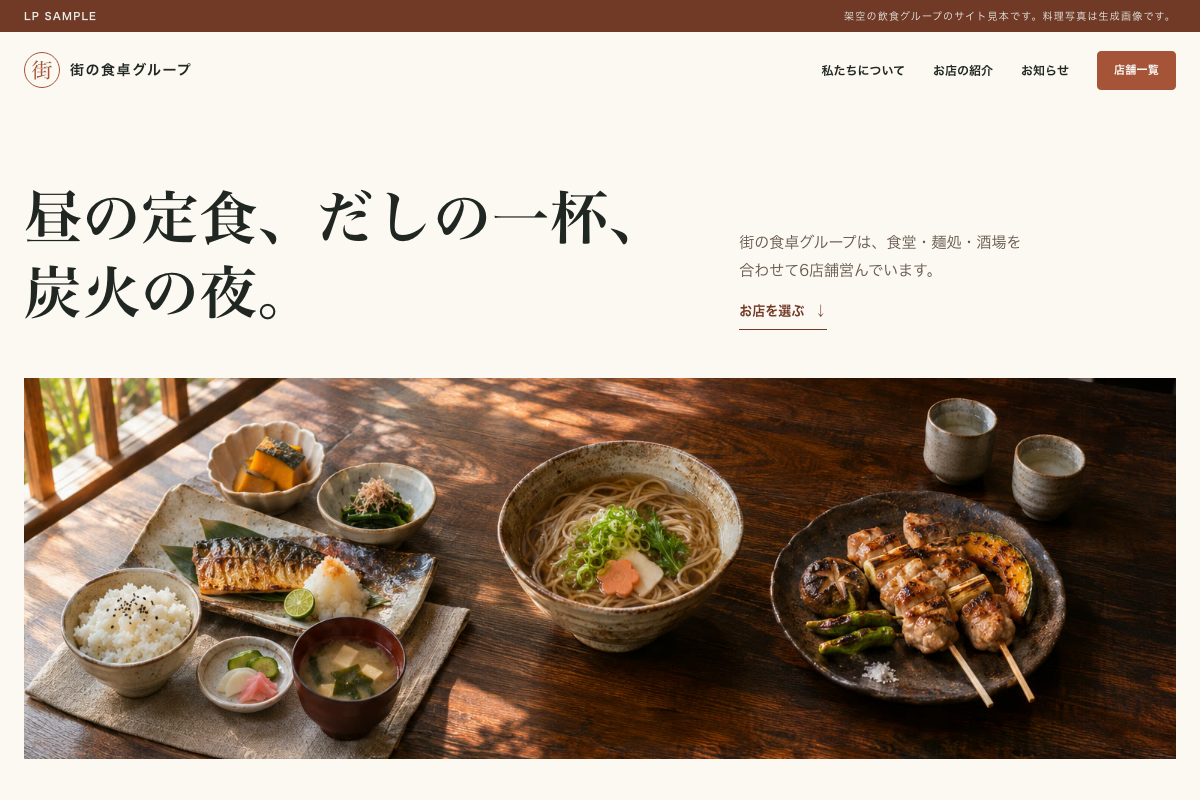 LP SAMPLE
架空の飲食グループのサイト見本です。料理写真は生成画像です。
街 街の食卓グループ
私たちについて
お店の紹介
お知らせ
店舗一覧
昼の定食、だしの一杯、
炭火の夜。
街の食卓グループは、食堂・麺処・酒場を
合わせて6店舗営んでいます。
お店を選ぶ ↓